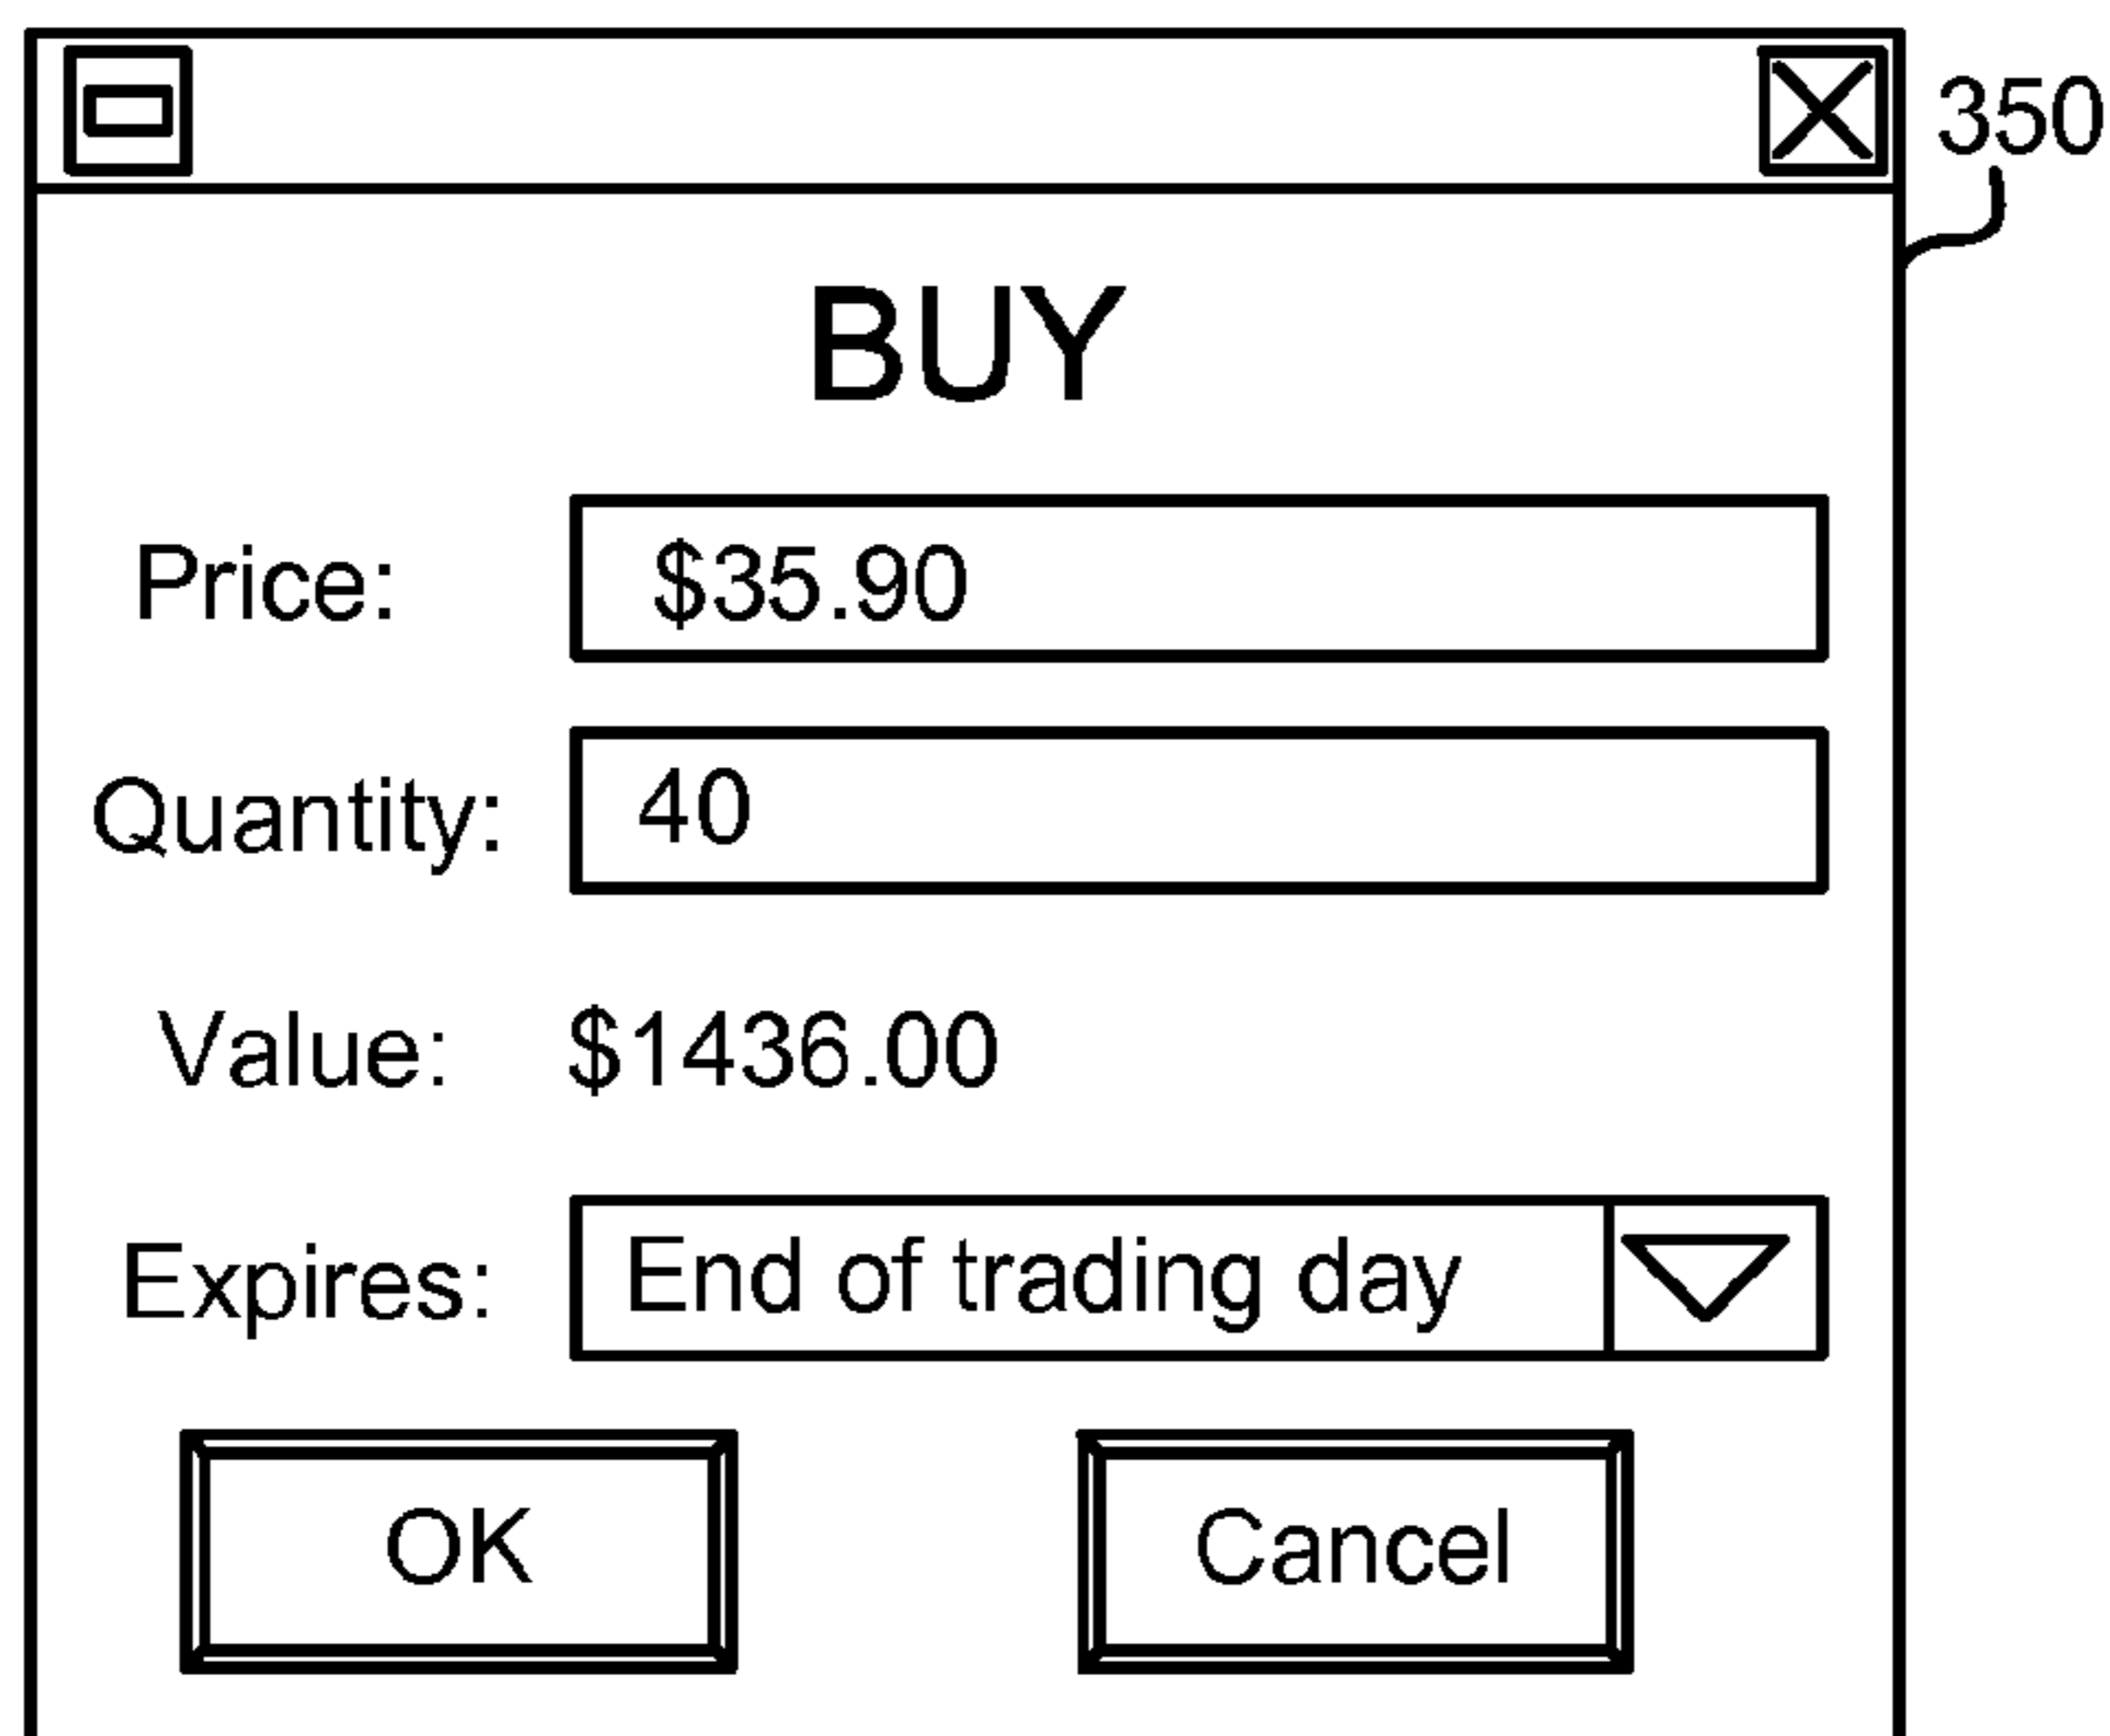 350
BUY
Price: $35.90
Quantity: 40
Value: $1436.00
Expires: End of trading day
OK Cancel